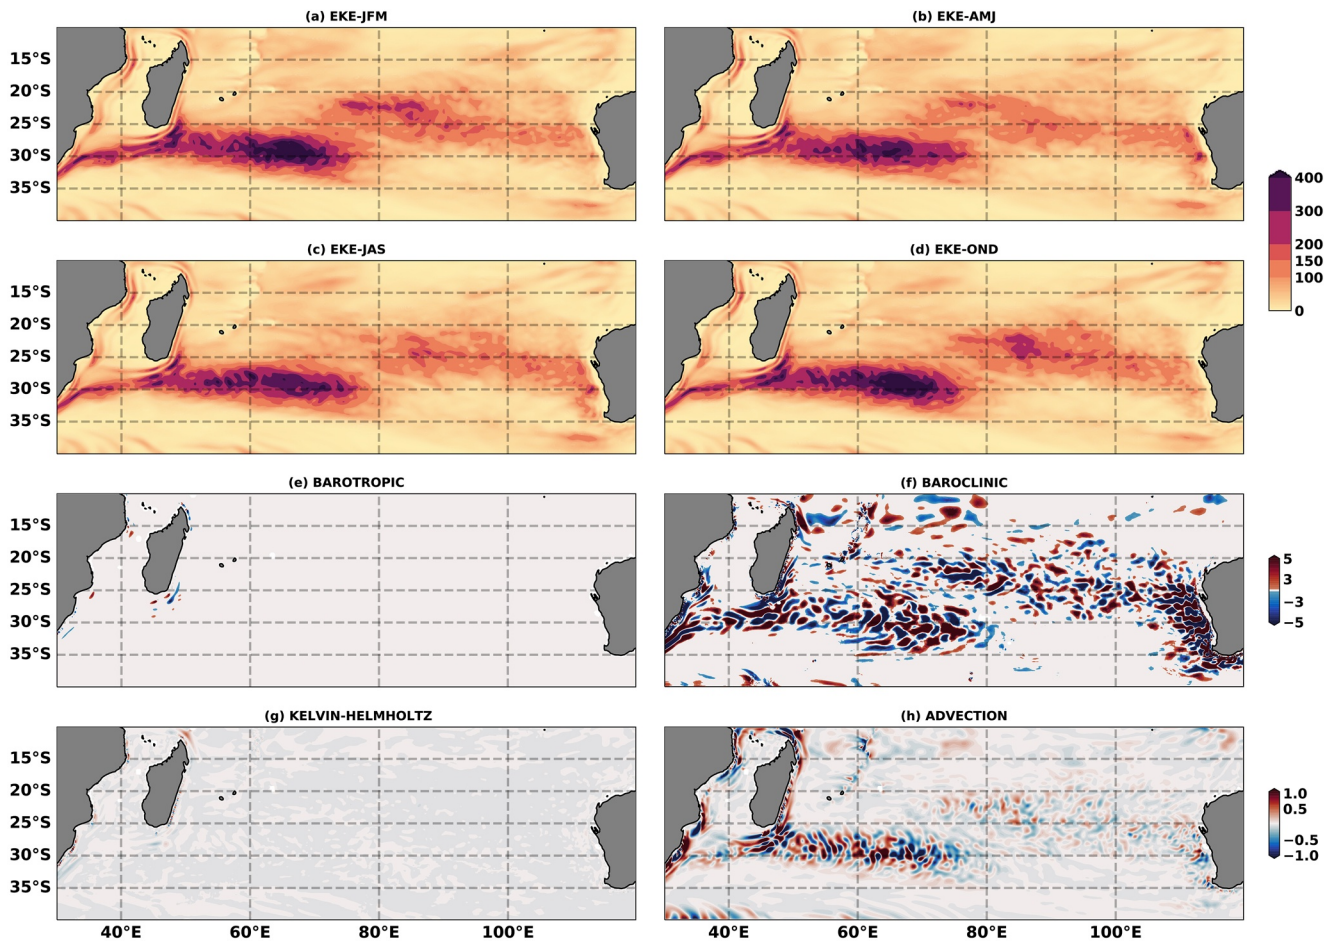 (a) EKE-JFM
(b) EKE-AMJ
15°S
20°S
25°S
30°S
35°S
400
300
200
150
100
0
(c) EKE-JAS
(d) EKE-OND
15°S
20°S
25°S
30°S
35°S
(e) BAROTROPIC
(f) BAROCLINIC
15°S
20°S
25°S
30°S
35°S
5
3
−3
−5
(g) KELVIN-HELMHOLTZ
(h) ADVECTION
15°S
20°S
25°S
30°S
35°S
1.0
0.5
−0.5
−1.0
40°E 60°E 80°E 100°E
40°E 60°E 80°E 100°E